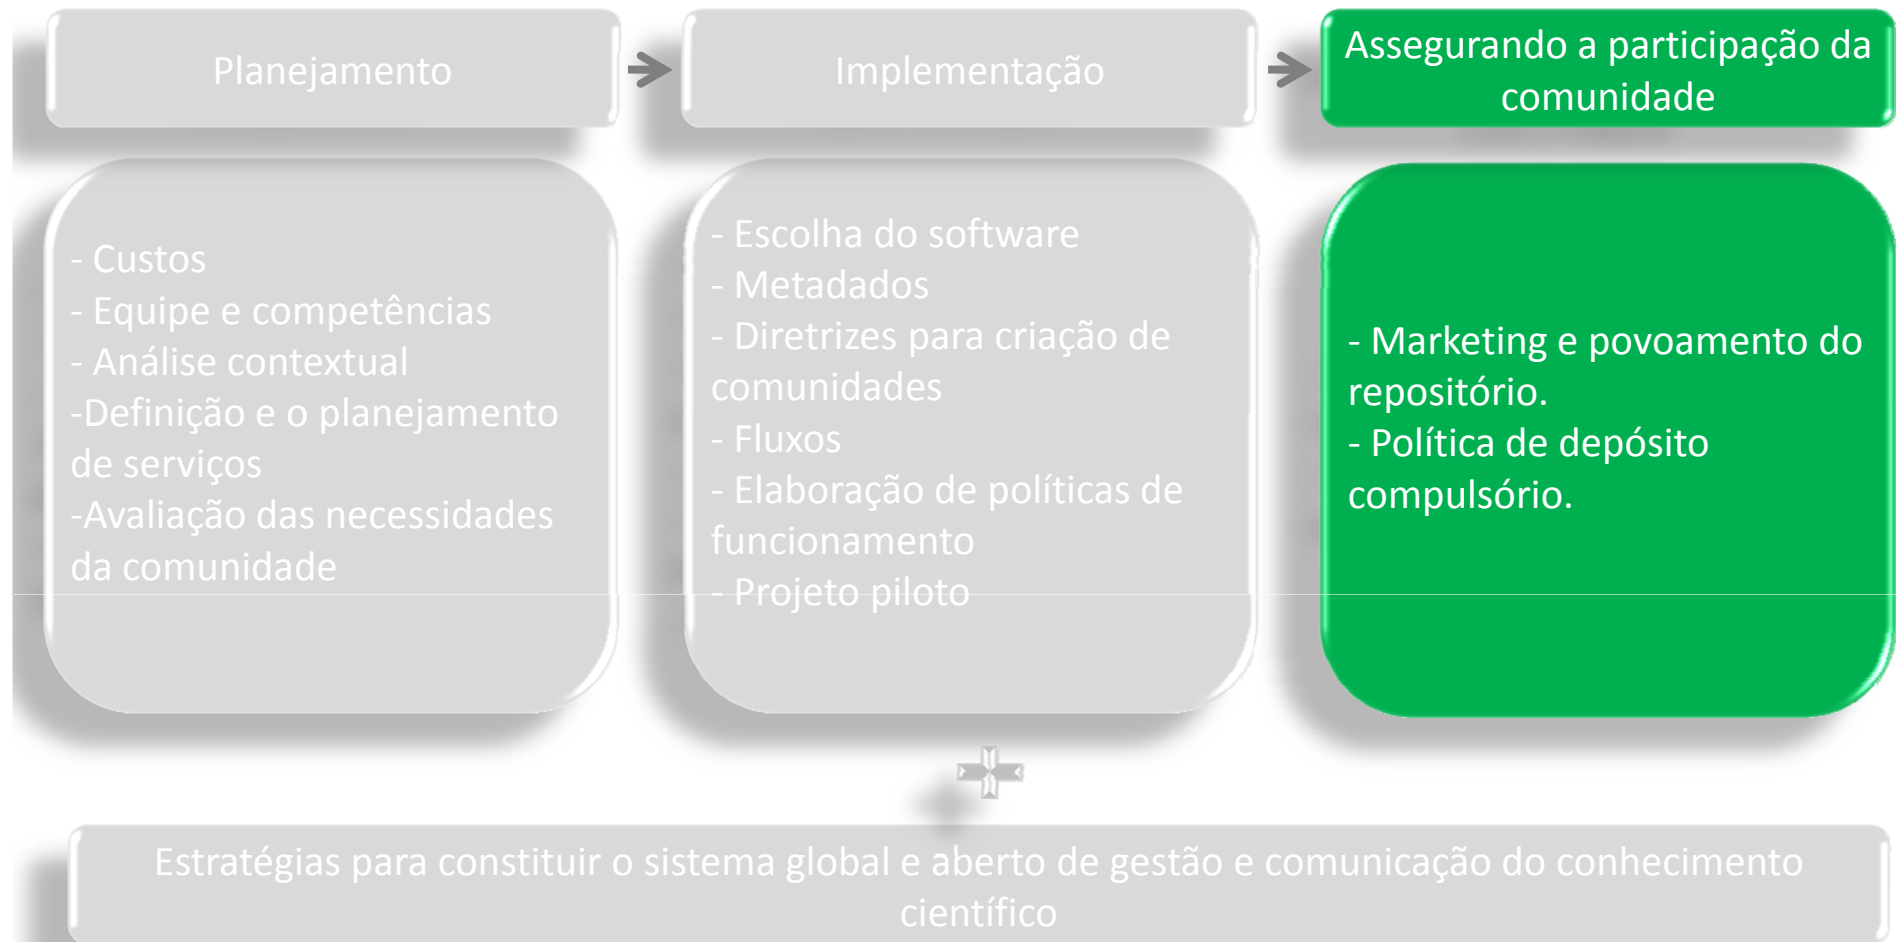 Planejamento
Implementação
Assegurando a participação da
comunidade
- Custos
- Equipe e competências
- Análise contextual
-Definição e o planejamento
de serviços
-Avaliação das necessidades
da comunidade
- Escolha do software
- Metadados
- Diretrizes para criação de
comunidades
- Fluxos
- Elaboração de políticas de
funcionamento
- Projeto piloto
- Marketing e povoamento do
repositório.
- Política de depósito
compulsório.
Estratégias para constituir o sistema global e aberto de gestão e comunicação do conhecimento
científico